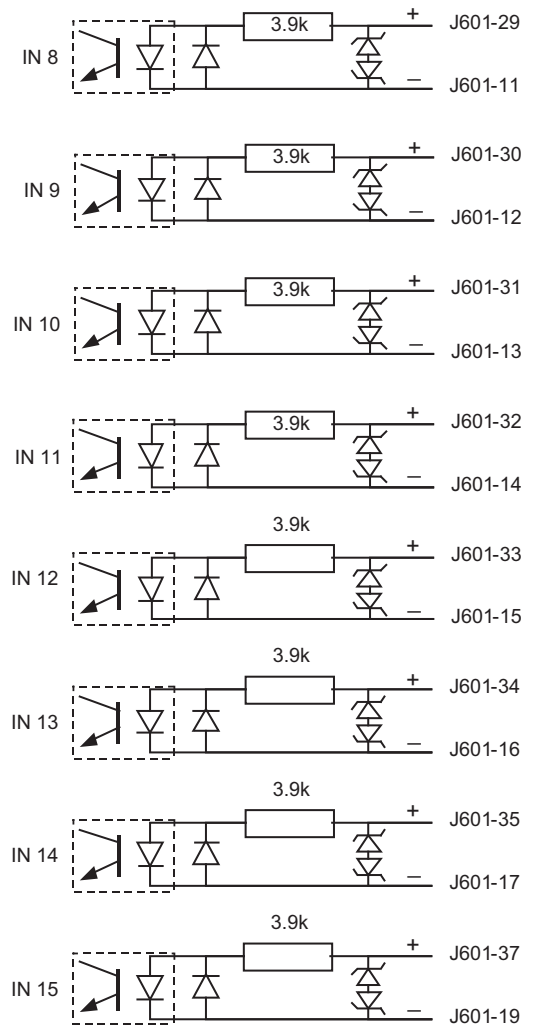 3.9k
+ J601-29
IN 8
– J601-11
3.9k
+ J601-30
IN 9
– J601-12
3.9k
+ J601-31
IN 10
– J601-13
3.9k
+ J601-32
IN 11
– J601-14
3.9k
+ J601-33
IN 12
– J601-15
3.9k
+ J601-34
IN 13
– J601-16
3.9k
+ J601-35
IN 14
– J601-17
3.9k
+ J601-37
IN 15
– J601-19